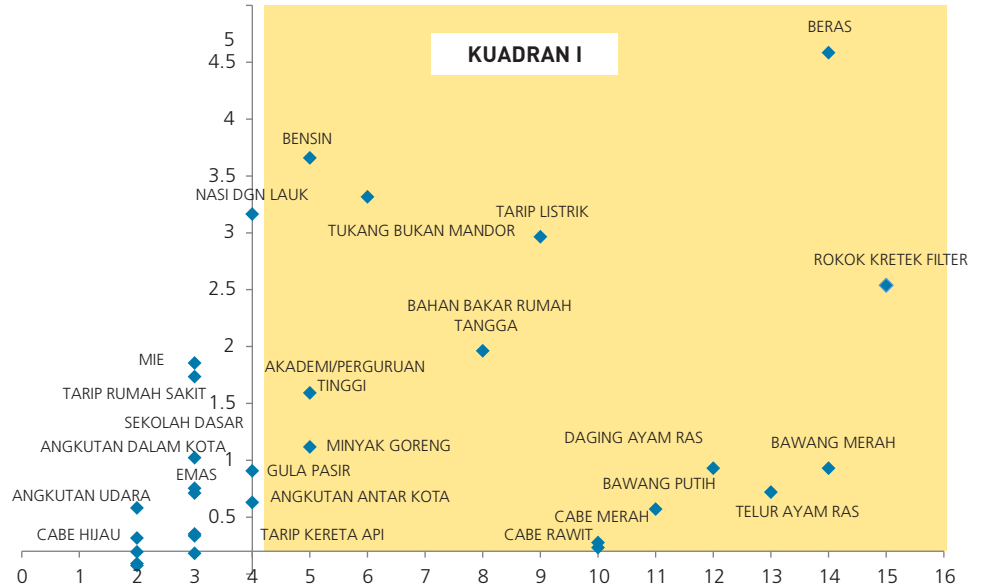 5
BERAS
KUADRAN I
4.5
4
BENSIN
3.5
NASI DGN LAUK
TARIP LISTRIK
TUKANG BUKAN MANDOR
3
ROKOK KRETEK FILTER
2.5
BAHAN BAKAR RUMAH
TANGGA
2
MIE
AKADEMI/PERGURUAN
TINGGI
TARIP RUMAH SAKIT
1.5
SEKOLAH DASAR
ANGKUTAN DALAM KOTA
MINYAK GORENG
DAGING AYAM RAS
BAWANG MERAH
1
EMAS
GULA PASIR
BAWANG PUTIH
ANGKUTAN UDARA
ANGKUTAN ANTAR KOTA
TELUR AYAM RAS
0.5
CABE MERAH
CABE HIJAU
TARIP KERETA API
CABE RAWIT
0 1 2 3 4 5 6 7 8 9 10 11 12 13 14 15 16